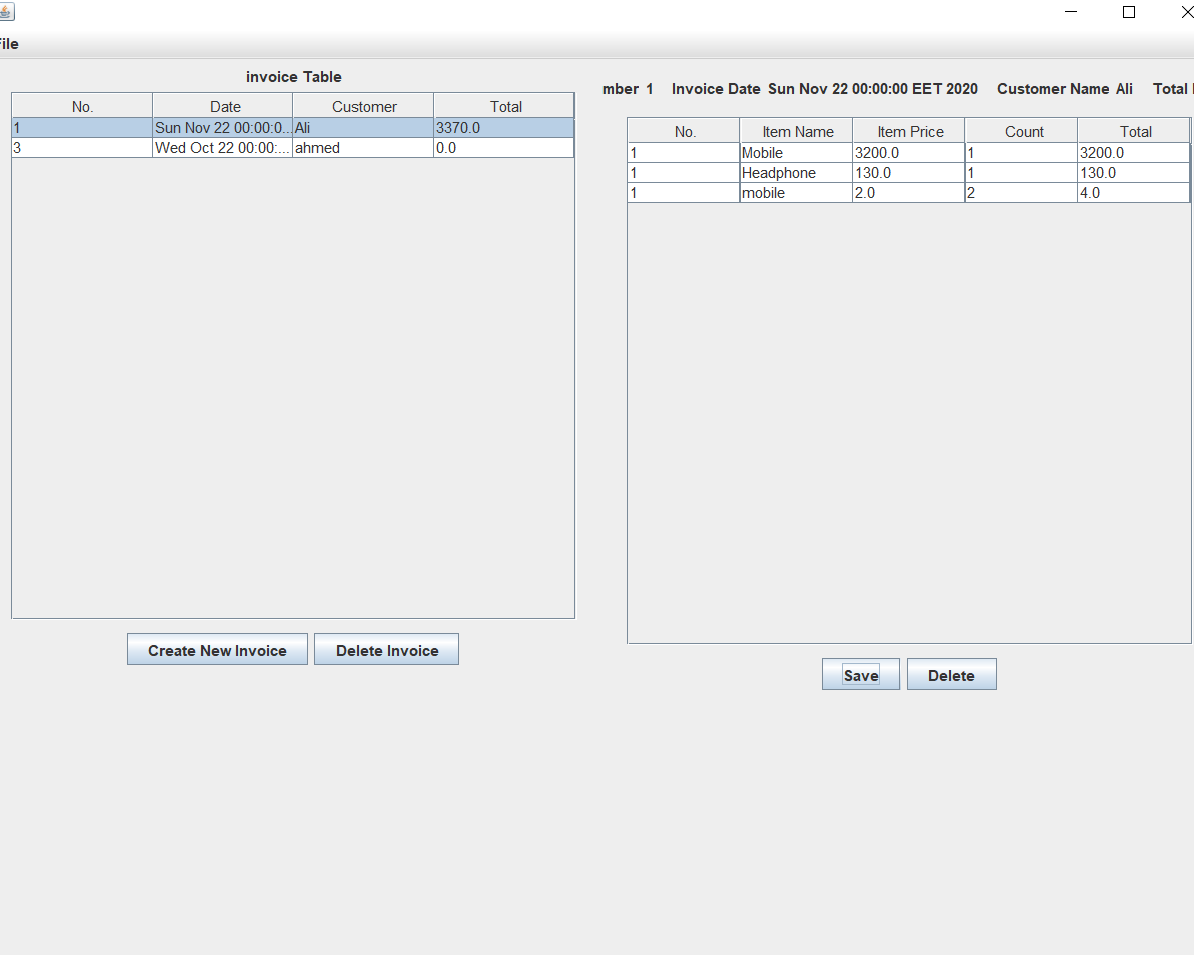 File
invoice Table
No. Date Customer Total
1 Sun Nov 22 00:00:0... Ali 3370.0
3 Wed Oct 22 00:00:... ahmed 0.0
Create New Invoice Delete Invoice
mber 1 Invoice Date Sun Nov 22 00:00:00 EET 2020 Customer Name Ali Total
No. Item Name Item Price Count Total
1 Mobile 3200.0 1 3200.0
1 Headphone 130.0 1 130.0
1 mobile 2.0 2 4.0
Save Delete